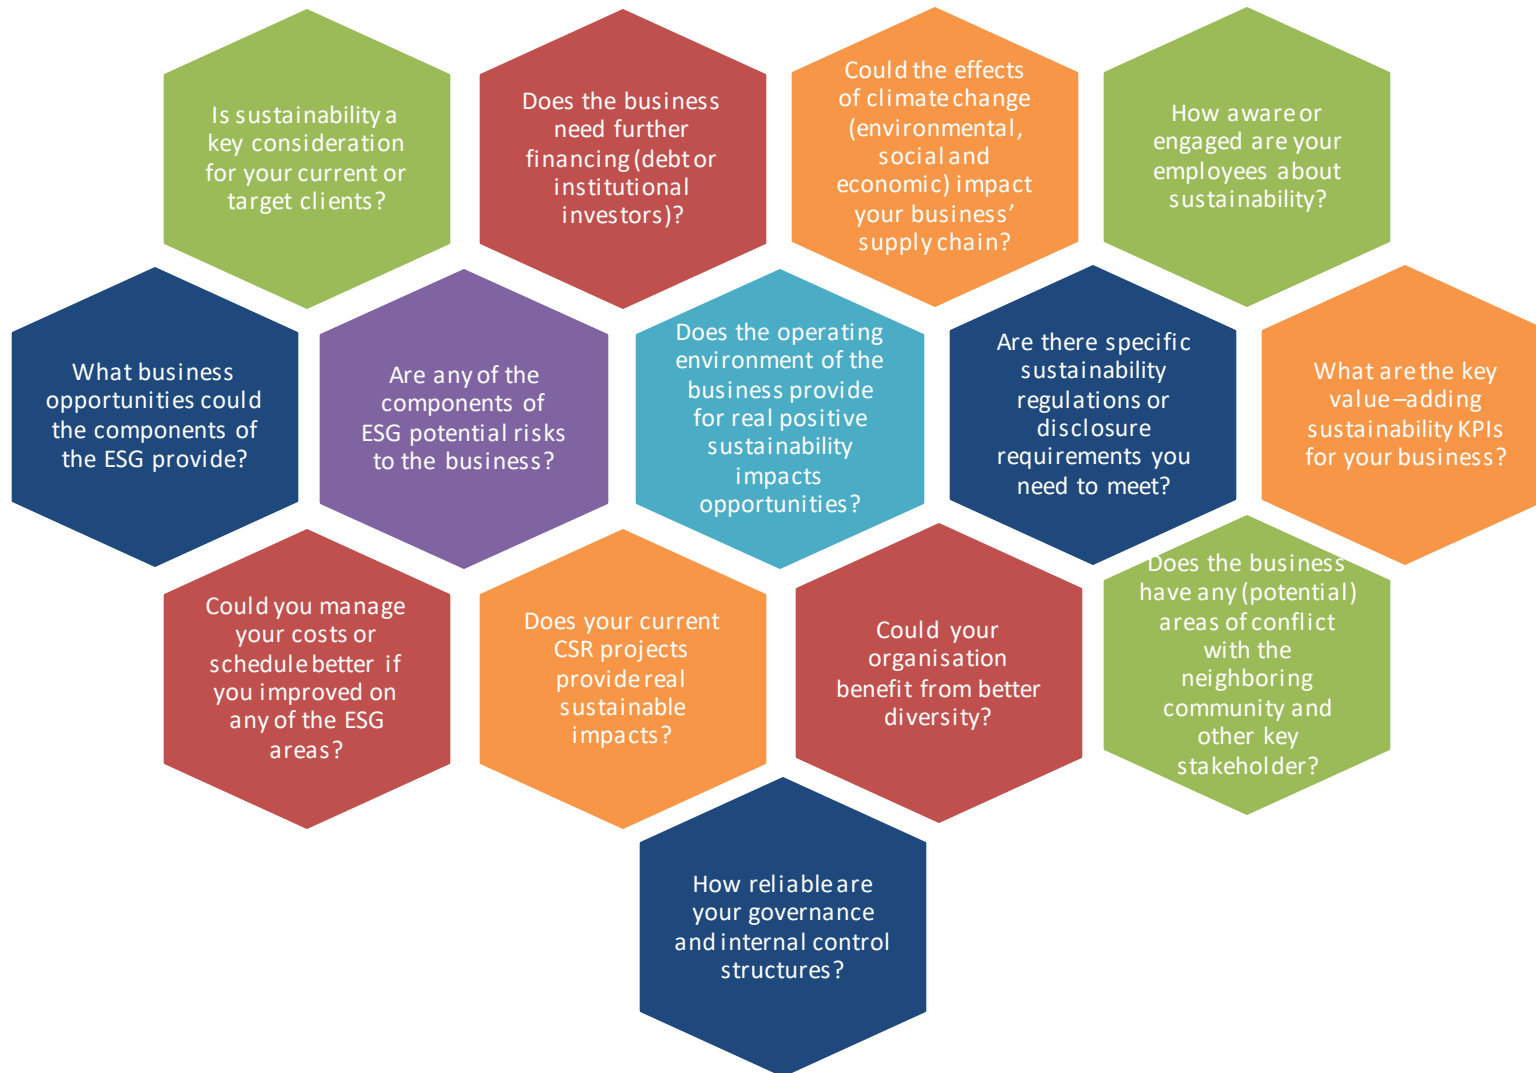 Is sustainability a
key consideration
for your current or
target clients?
Does the business
need further
financing (debt or
institutional
investors)?
Could the effects
of climate change
(environmental,
social and
economic) impact
your business’
supply chain?
How aware or
engaged are your
employees about
sustainability?
What business
opportunities could
the components of
the ESG provide?
Are any of the
components of
ESG potential risks
to the business?
Does the operating
environment of the
business provide
for real positive
sustainability
impacts
opportunities?
Are there specific
sustainability
regulations or
disclosure
requirements you
need to meet?
What are the key
value–adding
sustainability KPIs
for your business?
Could you manage
your costs or
schedule better if
you improved on
any of the ESG
areas?
Does your current
CSR projects
provide real
sustainable
impacts?
Could your
organisation
benefit from better
diversity?
Does the business
have any (potential)
areas of conflict
with the
neighboring
community and
other key
stakeholder?
How reliable are
your governance
and internal control
structures?